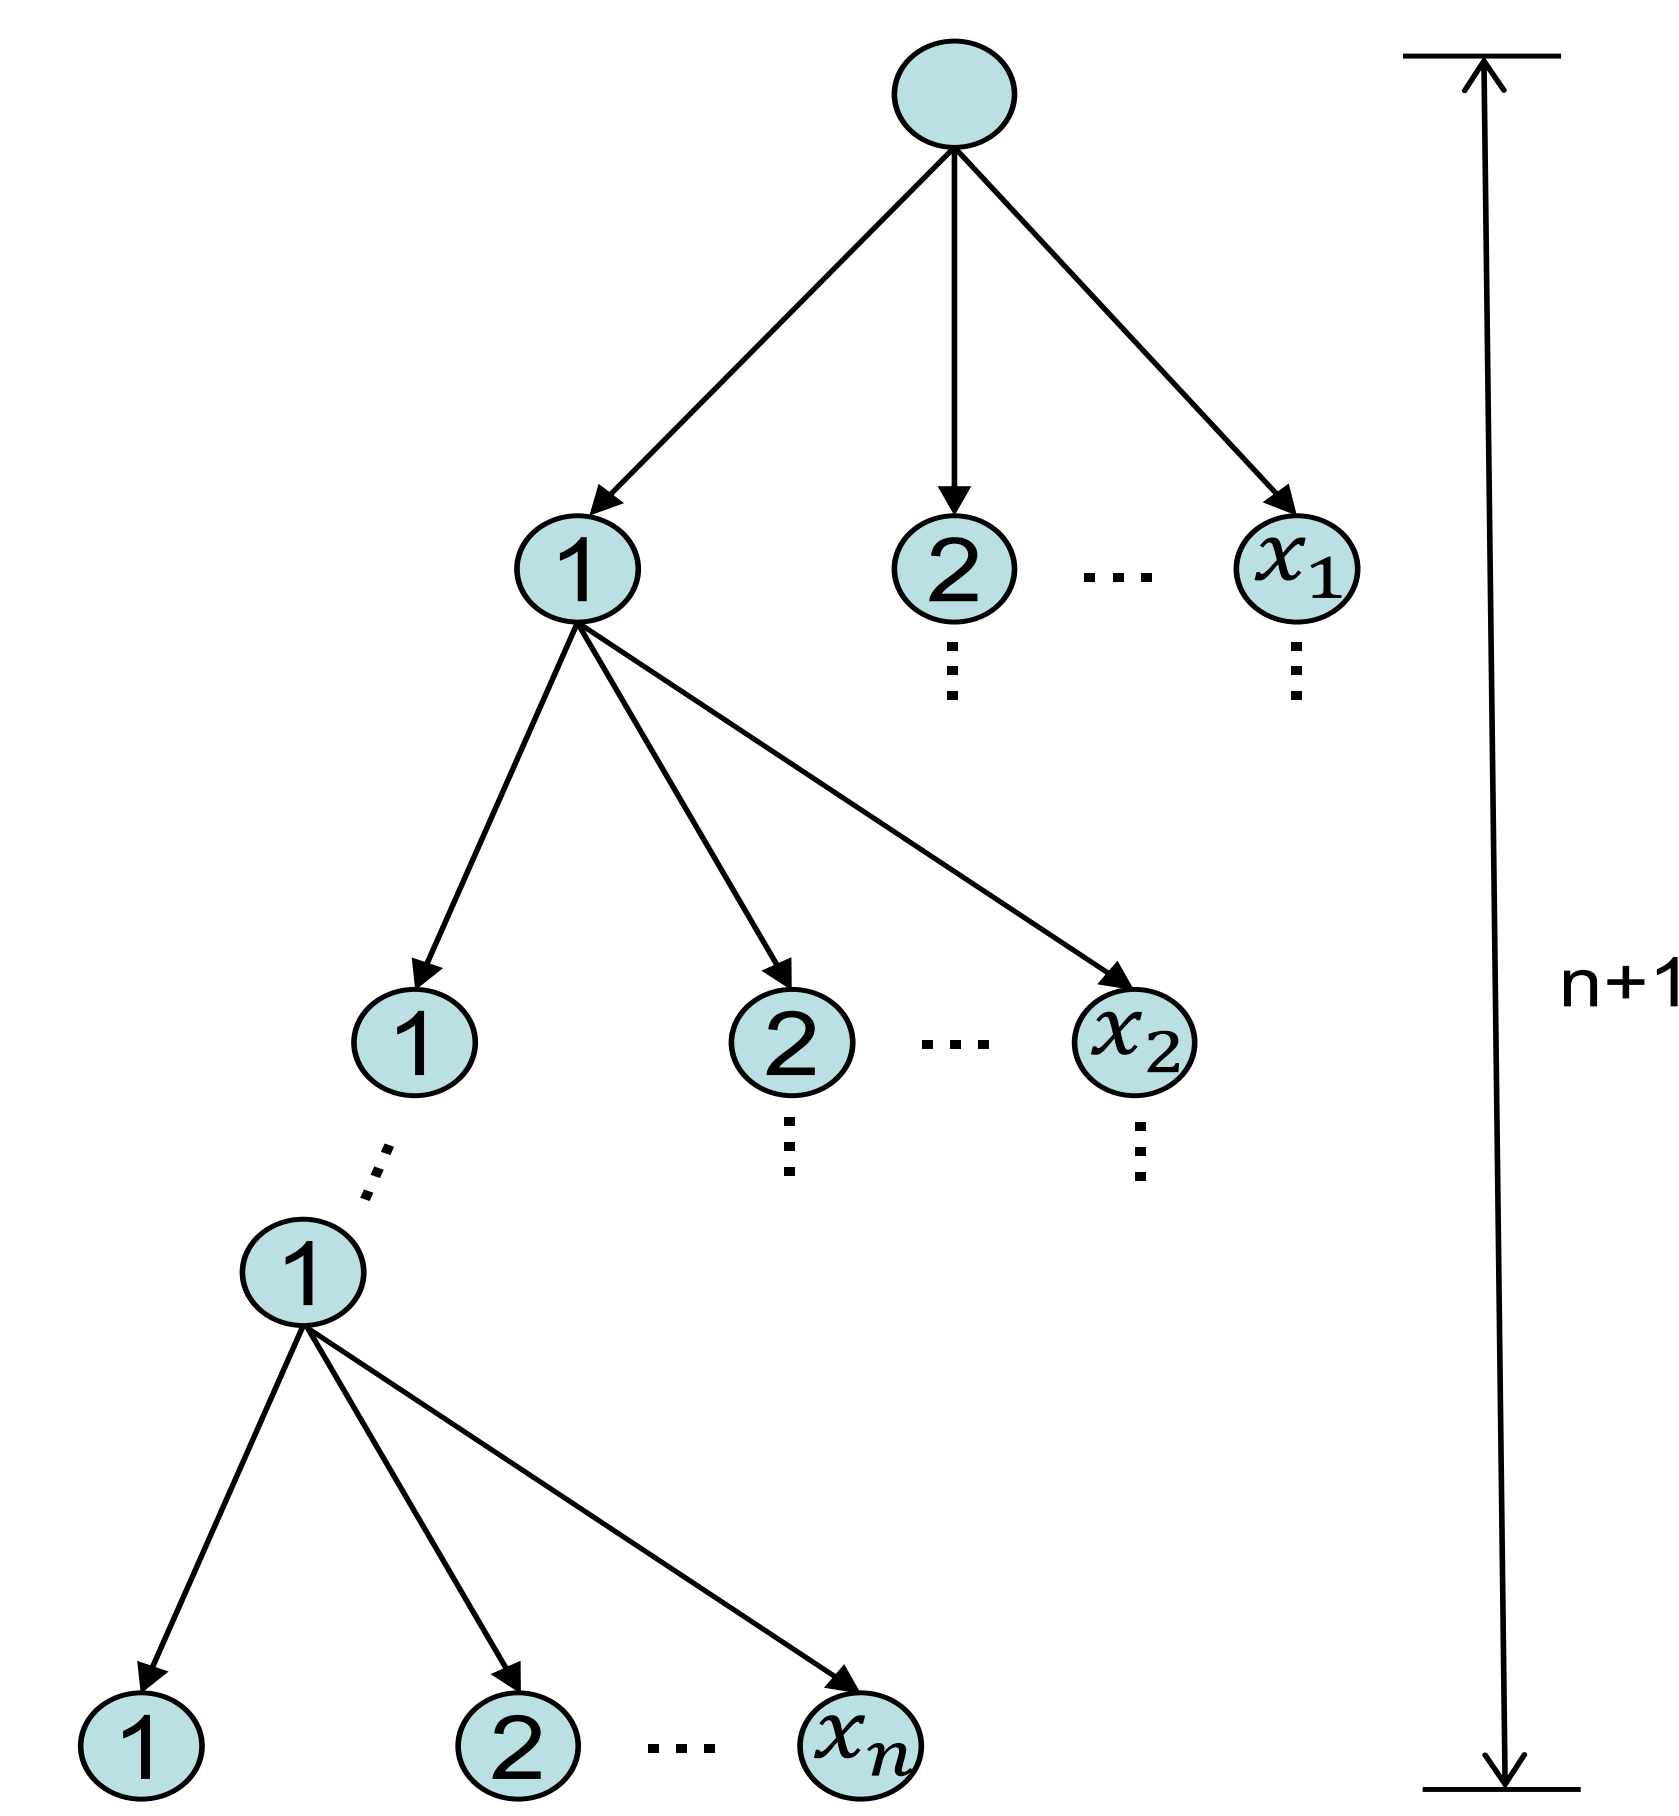 1 2 … x₁
n+1
1 2 … x₂
1
1 2 … xₙ